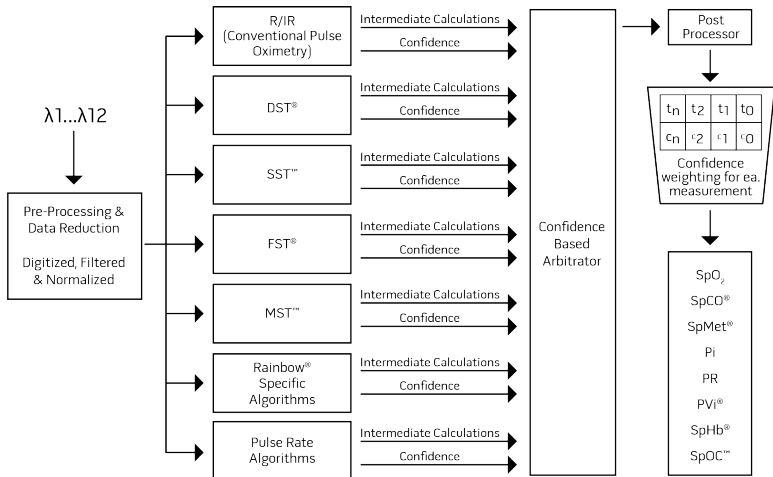 λ1...λ12
Pre-Processing &
Data Reduction
Digitized, Filtered
& Normalized
R/IR
(Conventional Pulse
Oximetry)
Intermediate Calculations
Confidence
DST®
Intermediate Calculations
Confidence
SST™
Intermediate Calculations
Confidence
FST®
Intermediate Calculations
Confidence
MST™
Intermediate Calculations
Confidence
Rainbow®
Specific
Algorithms
Intermediate Calculations
Confidence
Pulse Rate
Algorithms
Intermediate Calculations
Confidence
Confidence
Based
Arbitrator
Post
Processor
tn t2 t1 t0
cn c2 c1 c0
Confidence
weighting for ea.
measurement
SpO₂
SpCO®
SpMet®
Pi
PR
PVi®
SpHb®
SpOC™